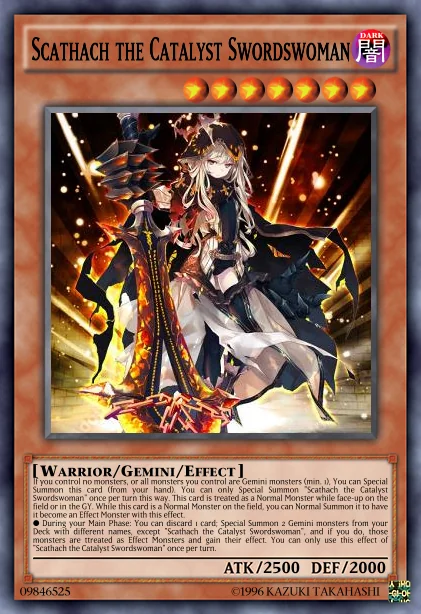 Scathach the Catalyst Swordswoman
DARK
闇
[Warrior/Gemini/Effect]
If you control no monsters, or all monsters you control are Gemini monsters (min. 1), You can Special
Summon this card (from your hand). You can only Special Summon "Scathach the Catalyst
Swordswoman" once per turn this way. This card is treated as a Normal Monster while face-up on the
field or in the GY. While this card is a Normal Monster on the field, you can Normal Summon it to have
it become an Effect Monster with this effect.
● During your Main Phase: You can discard 1 card; Special Summon 2 Gemini monsters from your
Deck with different names, except "Scathach the Catalyst Swordswoman", and if you do, those
monsters are ttreated as Effect Monsters and gain their effect. You can only use this effect of
"Scathach the Catalyst Swordswoman" once per turn.
ATK/2500 DEF/2000
09846525
©1996 KAZUKI TAKAHASHI